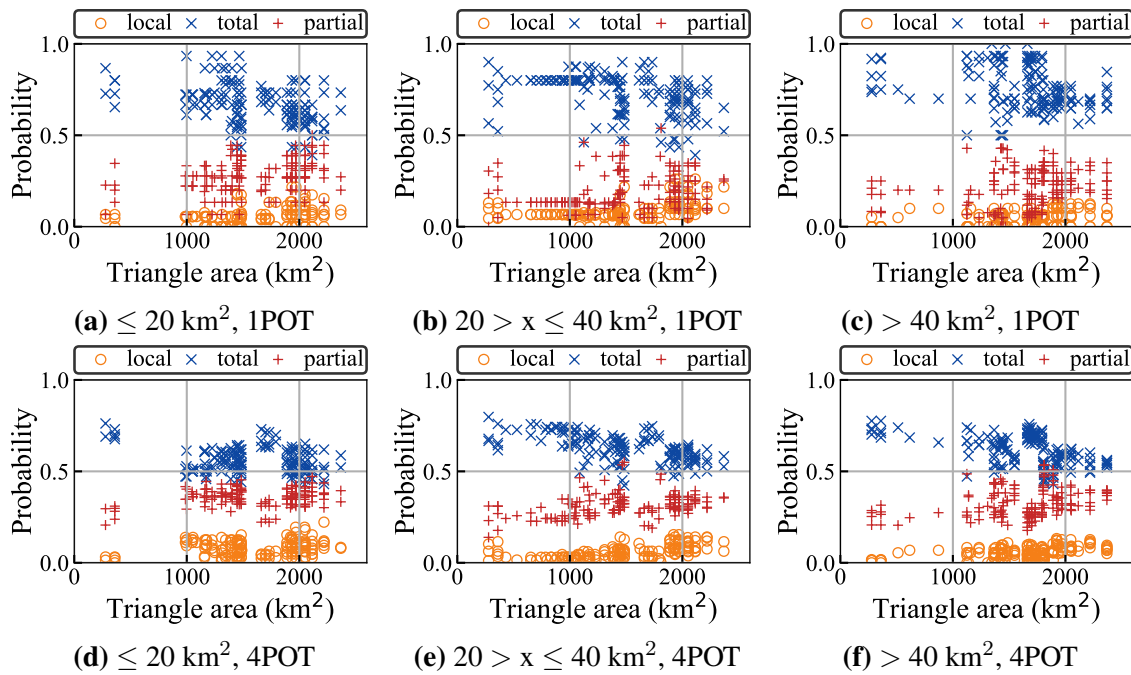 local total partial local total partial local total partial
1.0 1.0 1.0
Probability Probability Probability
0.5 0.5 0.5
0.0 0.0 0.0
0 1000 2000 0 1000 2000 0 1000 2000
Triangle area (km²) Triangle area (km²) Triangle area (km²)
(a) ≤ 20 km², 1POT (b) 20 > x ≤ 40 km², 1POT (c) > 40 km², 1POT
local total partial local total partial local total partial
1.0 1.0 1.0
Probability Probability Probability
0.5 0.5 0.5
0.0 0.0 0.0
0 1000 2000 0 1000 2000 0 1000 2000
Triangle area (km²) Triangle area (km²) Triangle area (km²)
(d) ≤ 20 km², 4POT (e) 20 > x ≤ 40 km², 4POT (f) > 40 km², 4POT